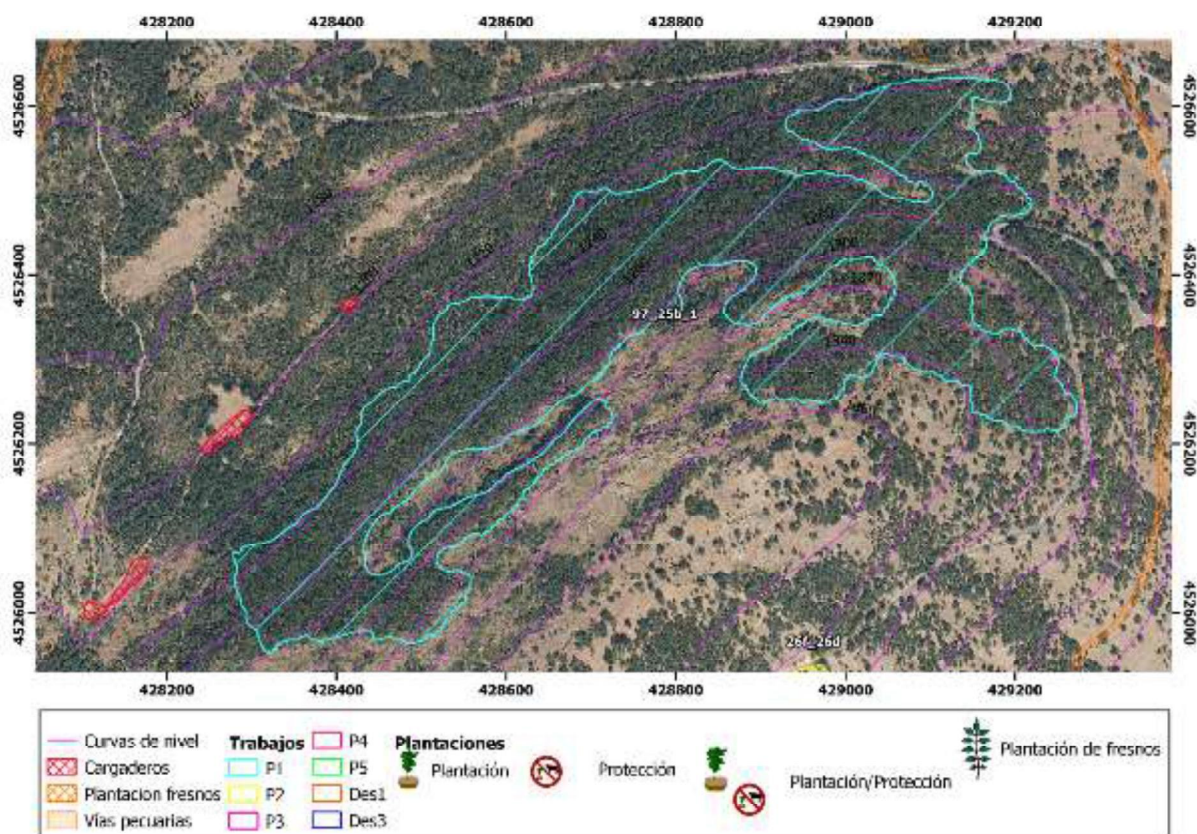 428200 428400 428600 428800 429000 429200
4526600 4526600
4526400 4526400
97_25b_1
1340
4526200 4526200
4526000 4526000
26f_26d
428200 428400 428600 428800 429000 429200
Curvas de nivel Trabajos P4 Plantaciones
Cargaderos P1 P5 Plantación Protección Plantación/Protección Plantación de fresnos
Plantacion fresnos P2 Des1
Vías pecuarias P3 Des3